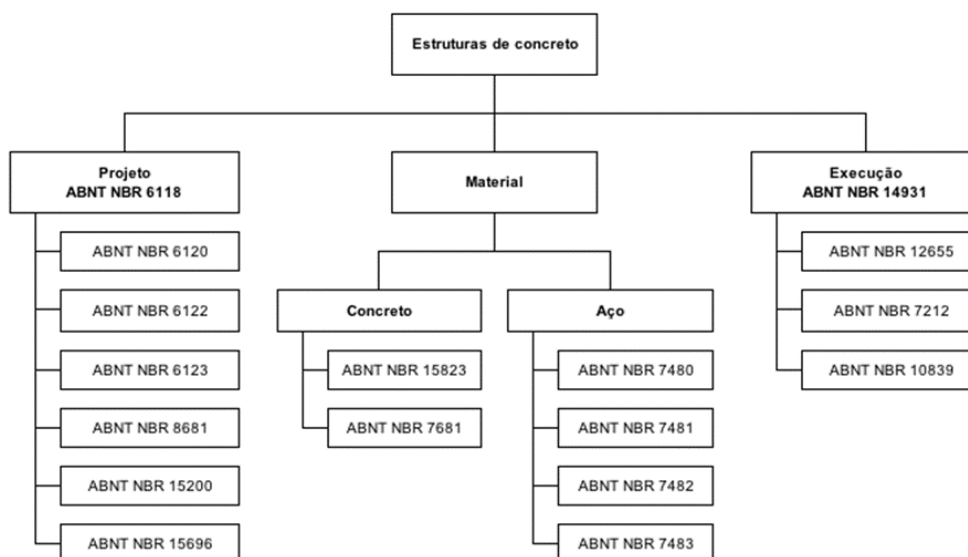 Estruturas de concreto
Projeto
ABNT NBR 6118
ABNT NBR 6120
ABNT NBR 6122
ABNT NBR 6123
ABNT NBR 8681
ABNT NBR 15200
ABNT NBR 15696
Material
Concreto
ABNT NBR 15823
ABNT NBR 7681
Aço
ABNT NBR 7480
ABNT NBR 7481
ABNT NBR 7482
ABNT NBR 7483
Execução
ABNT NBR 14931
ABNT NBR 12655
ABNT NBR 7212
ABNT NBR 10839